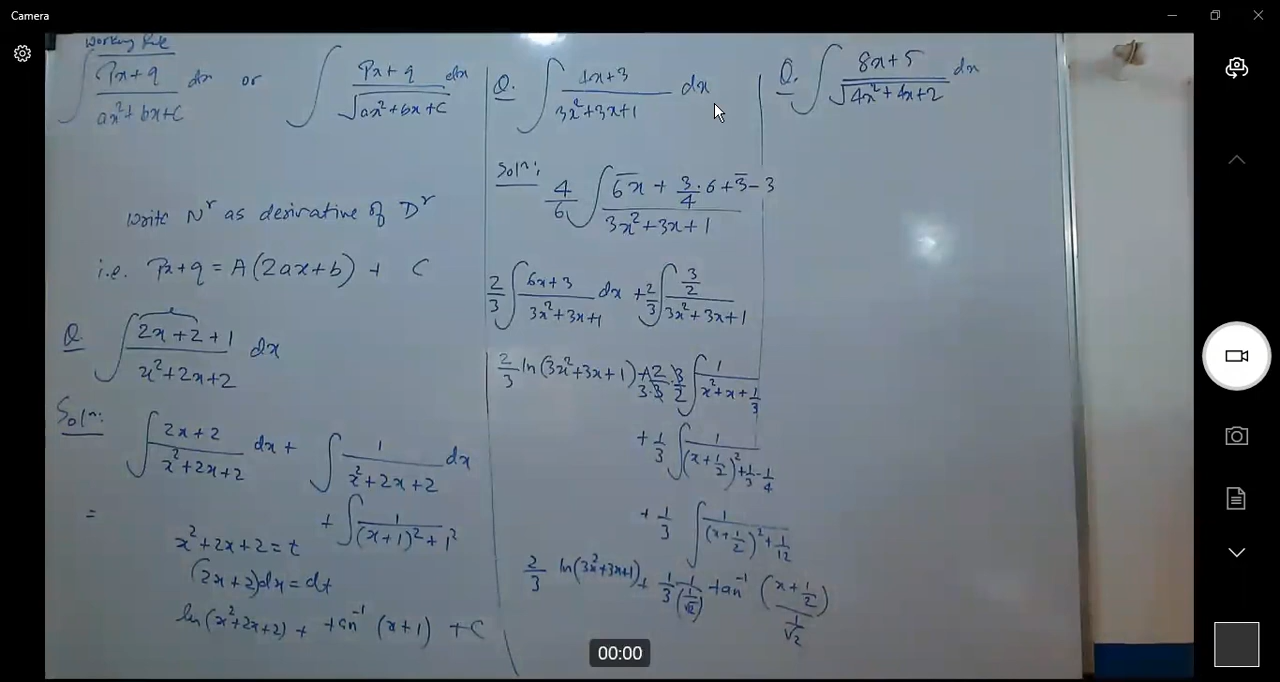 Camera
Working Rule
∫ (Px+q)/(ax²+bx+c) dx or ∫ (Px+q)/√(ax²+bx+c) dx
Write Nʳ as derivative of Dʳ
i.e. Px+q = A(2ax+b) + C
Q. ∫ (2x+2+1)/(x²+2x+2) dx
Solⁿ:
∫ (2x+2)/(x²+2x+2) dx + ∫ 1/(x²+2x+2) dx
= + ∫ 1/((x+1)²+1²)
x²+2x+2 = t
(2x+2)dx = dt
ln(x²+2x+2) + tan⁻¹(x+1) + C
Q. ∫ (4x+3)/(3x²+3x+1) dx
Solⁿ: 4/6 ∫ (6x + 3/4·6+3-3)/(3x²+3x+1)
2/3 ∫ (6x+3)/(3x²+3x+1) dx + 2/3 ∫ (3/2)/(3x²+3x+1)
2/3 ln(3x²+3x+1) + 2/(3·3) · 3/2 ∫ 1/(x²+x+1/3)
+ 1/3 ∫ 1/((x+1/2)²+1/3-1/4)
+ 1/3 ∫ 1/((x+1/2)²+1/12)
2/3 ln(3x²+3x+1) + 1/3 1/(1/√12) tan⁻¹((x+1/2)/(1/√12))
Q. ∫ (8x+5)/√(4x²+4x+2) dx
00:00